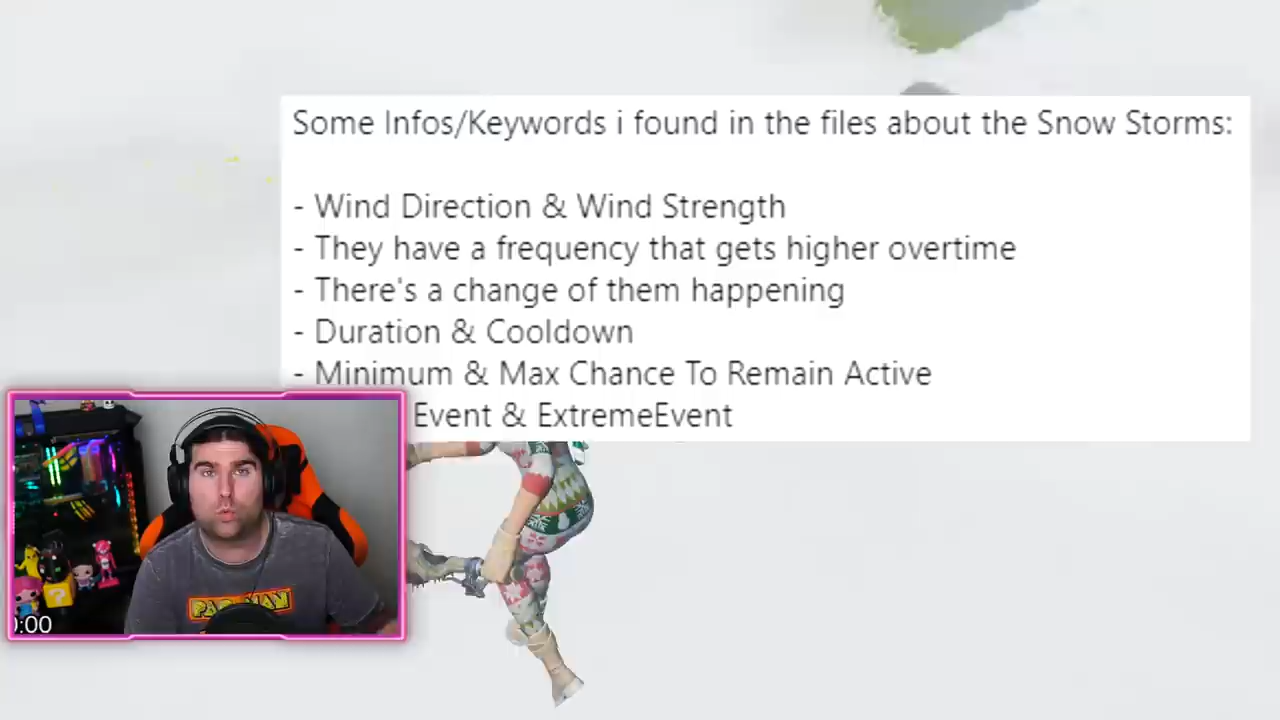 Some Infos/Keywords i found in the files about the Snow Storms:
- Wind Direction & Wind Strength
- They have a frequency that gets higher overtime
- There's a change of them happening
- Duration & Cooldown
- Minimum & Max Chance To Remain Active
Event & ExtremeEvent
PAC-MAN
:00